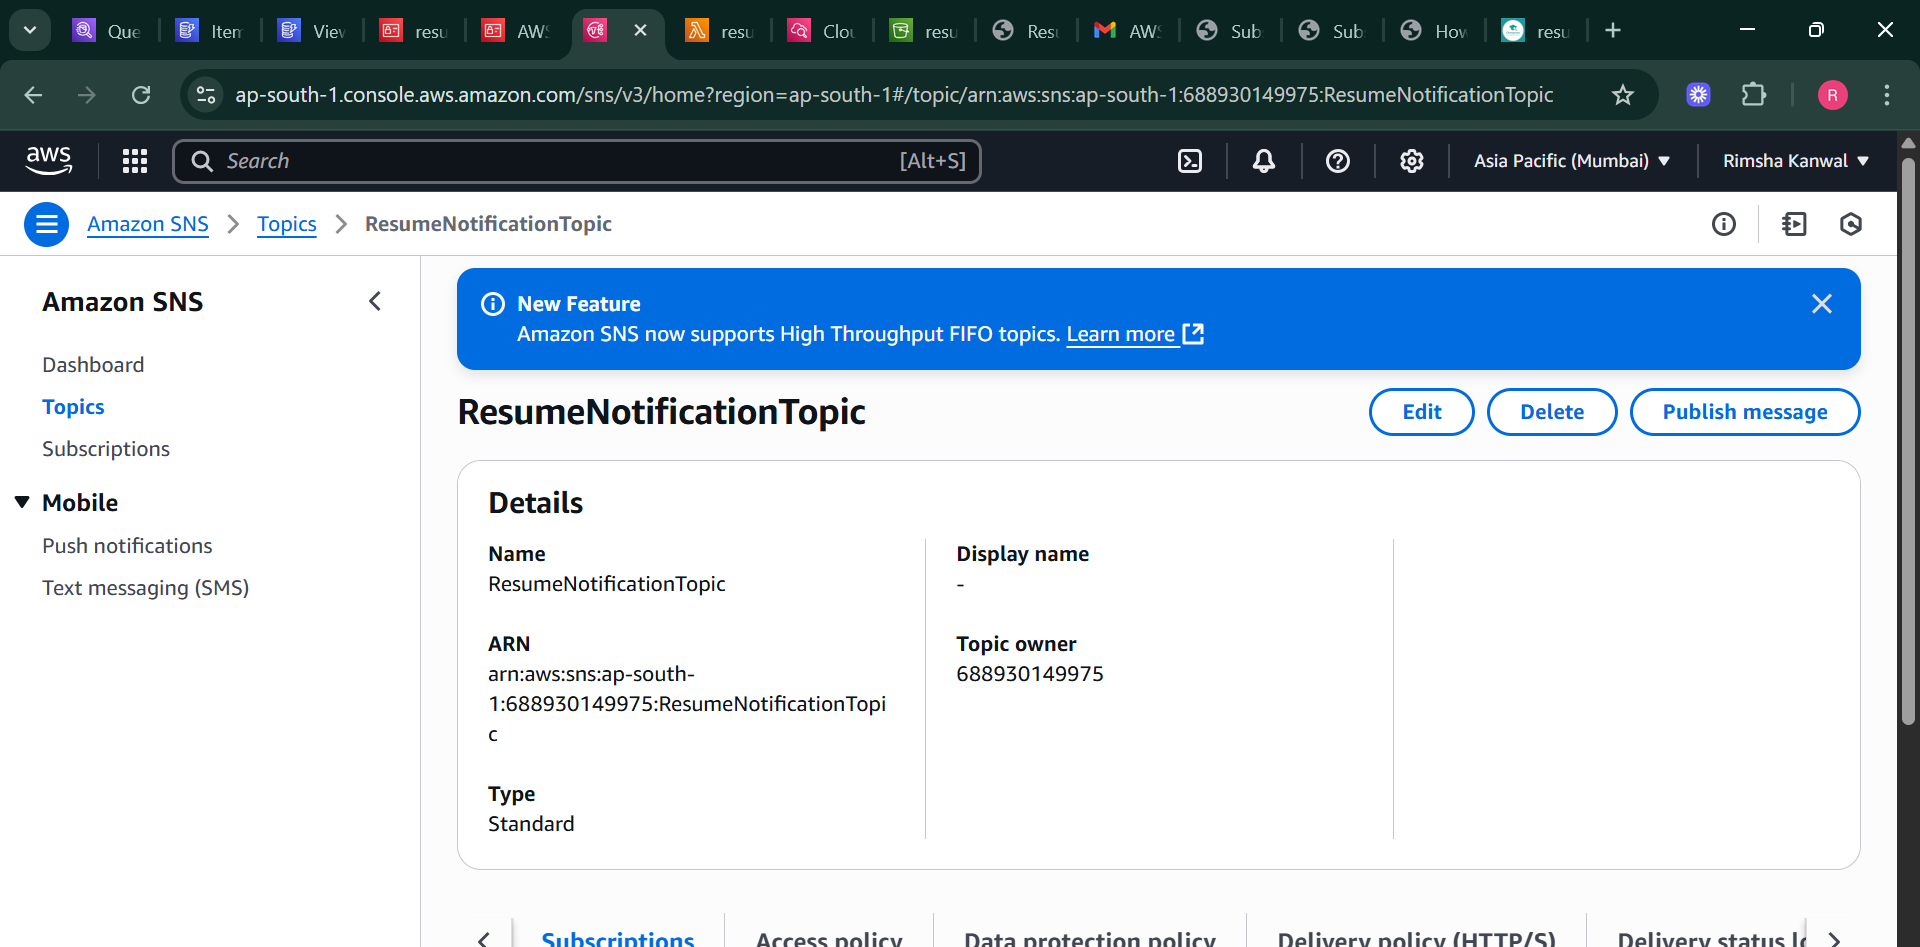 Que
Item
View
resu
AWS
resu
Clou
resu
Resu
AWS
Sub
Sub
How
resu
ap-south-1.console.aws.amazon.com/sns/v3/home?region=ap-south-1#/topic/arn:aws:sns:ap-south-1:688930149975:ResumeNotificationTopic
R
aws
Search
[Alt+S]
Asia Pacific (Mumbai)
Rimsha Kanwal
Amazon SNS
Topics
ResumeNotificationTopic
Amazon SNS
Dashboard
Topics
Subscriptions
Mobile
Push notifications
Text messaging (SMS)
New Feature
Amazon SNS now supports High Throughput FIFO topics. Learn more
ResumeNotificationTopic
Edit
Delete
Publish message
Details
Name
ResumeNotificationTopic
ARN
arn:aws:sns:ap-south-
1:688930149975:ResumeNotificationTopi
c
Type
Standard
Display name
-
Topic owner
688930149975
Subscriptions
Access policy
Data protection policy
Delivery policy (HTTP/S)
Delivery status l